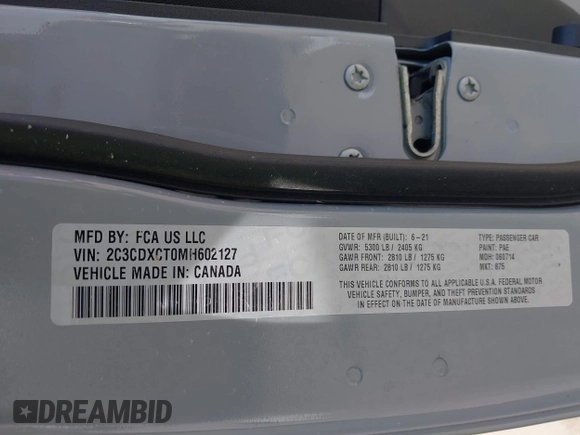 MFD BY: FCA US LLC
VIN: 2C3CDXCT0MH602127
VEHICLE MADE IN: CANADA
DATE OF MFR (BUILT): 6-21
GVWR: 5300 LB / 2405 KG
GAWR FRONT: 2810 LB / 1275 KG
GAWR REAR: 2810 LB / 1275 KG
TYPE: PASSENGER CAR
PAINT: PAE
MDH: 060714
MKT: 875
THIS VEHICLE CONFORMS TO ALL APPLICABLE U.S.A. FEDERAL MOTOR
VEHICLE SAFETY, BUMPER, AND THEFT PREVENTION STANDARDS
IN EFFECT ON THE DATE OF MANUFACTURE SHOWN ABOVE.
DREAMBID